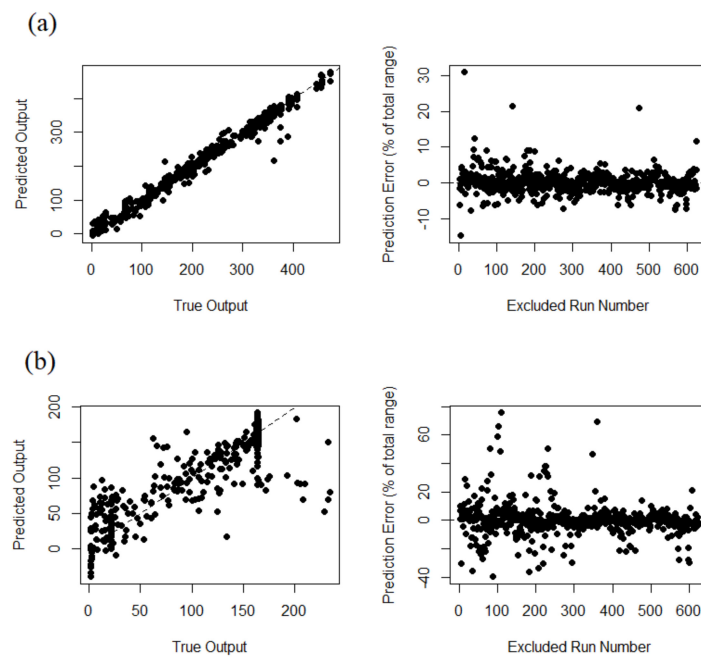 (a)
Predicted Output
0 100 300
0 100 200 300 400
True Output
Prediction Error (% of total range)
-10 0 10 20 30
0 100 200 300 400 500 600
Excluded Run Number
(b)
Predicted Output
0 50 100 200
0 50 100 150 200
True Output
Prediction Error (% of total range)
-40 0 20 60
0 100 200 300 400 500 600
Excluded Run Number